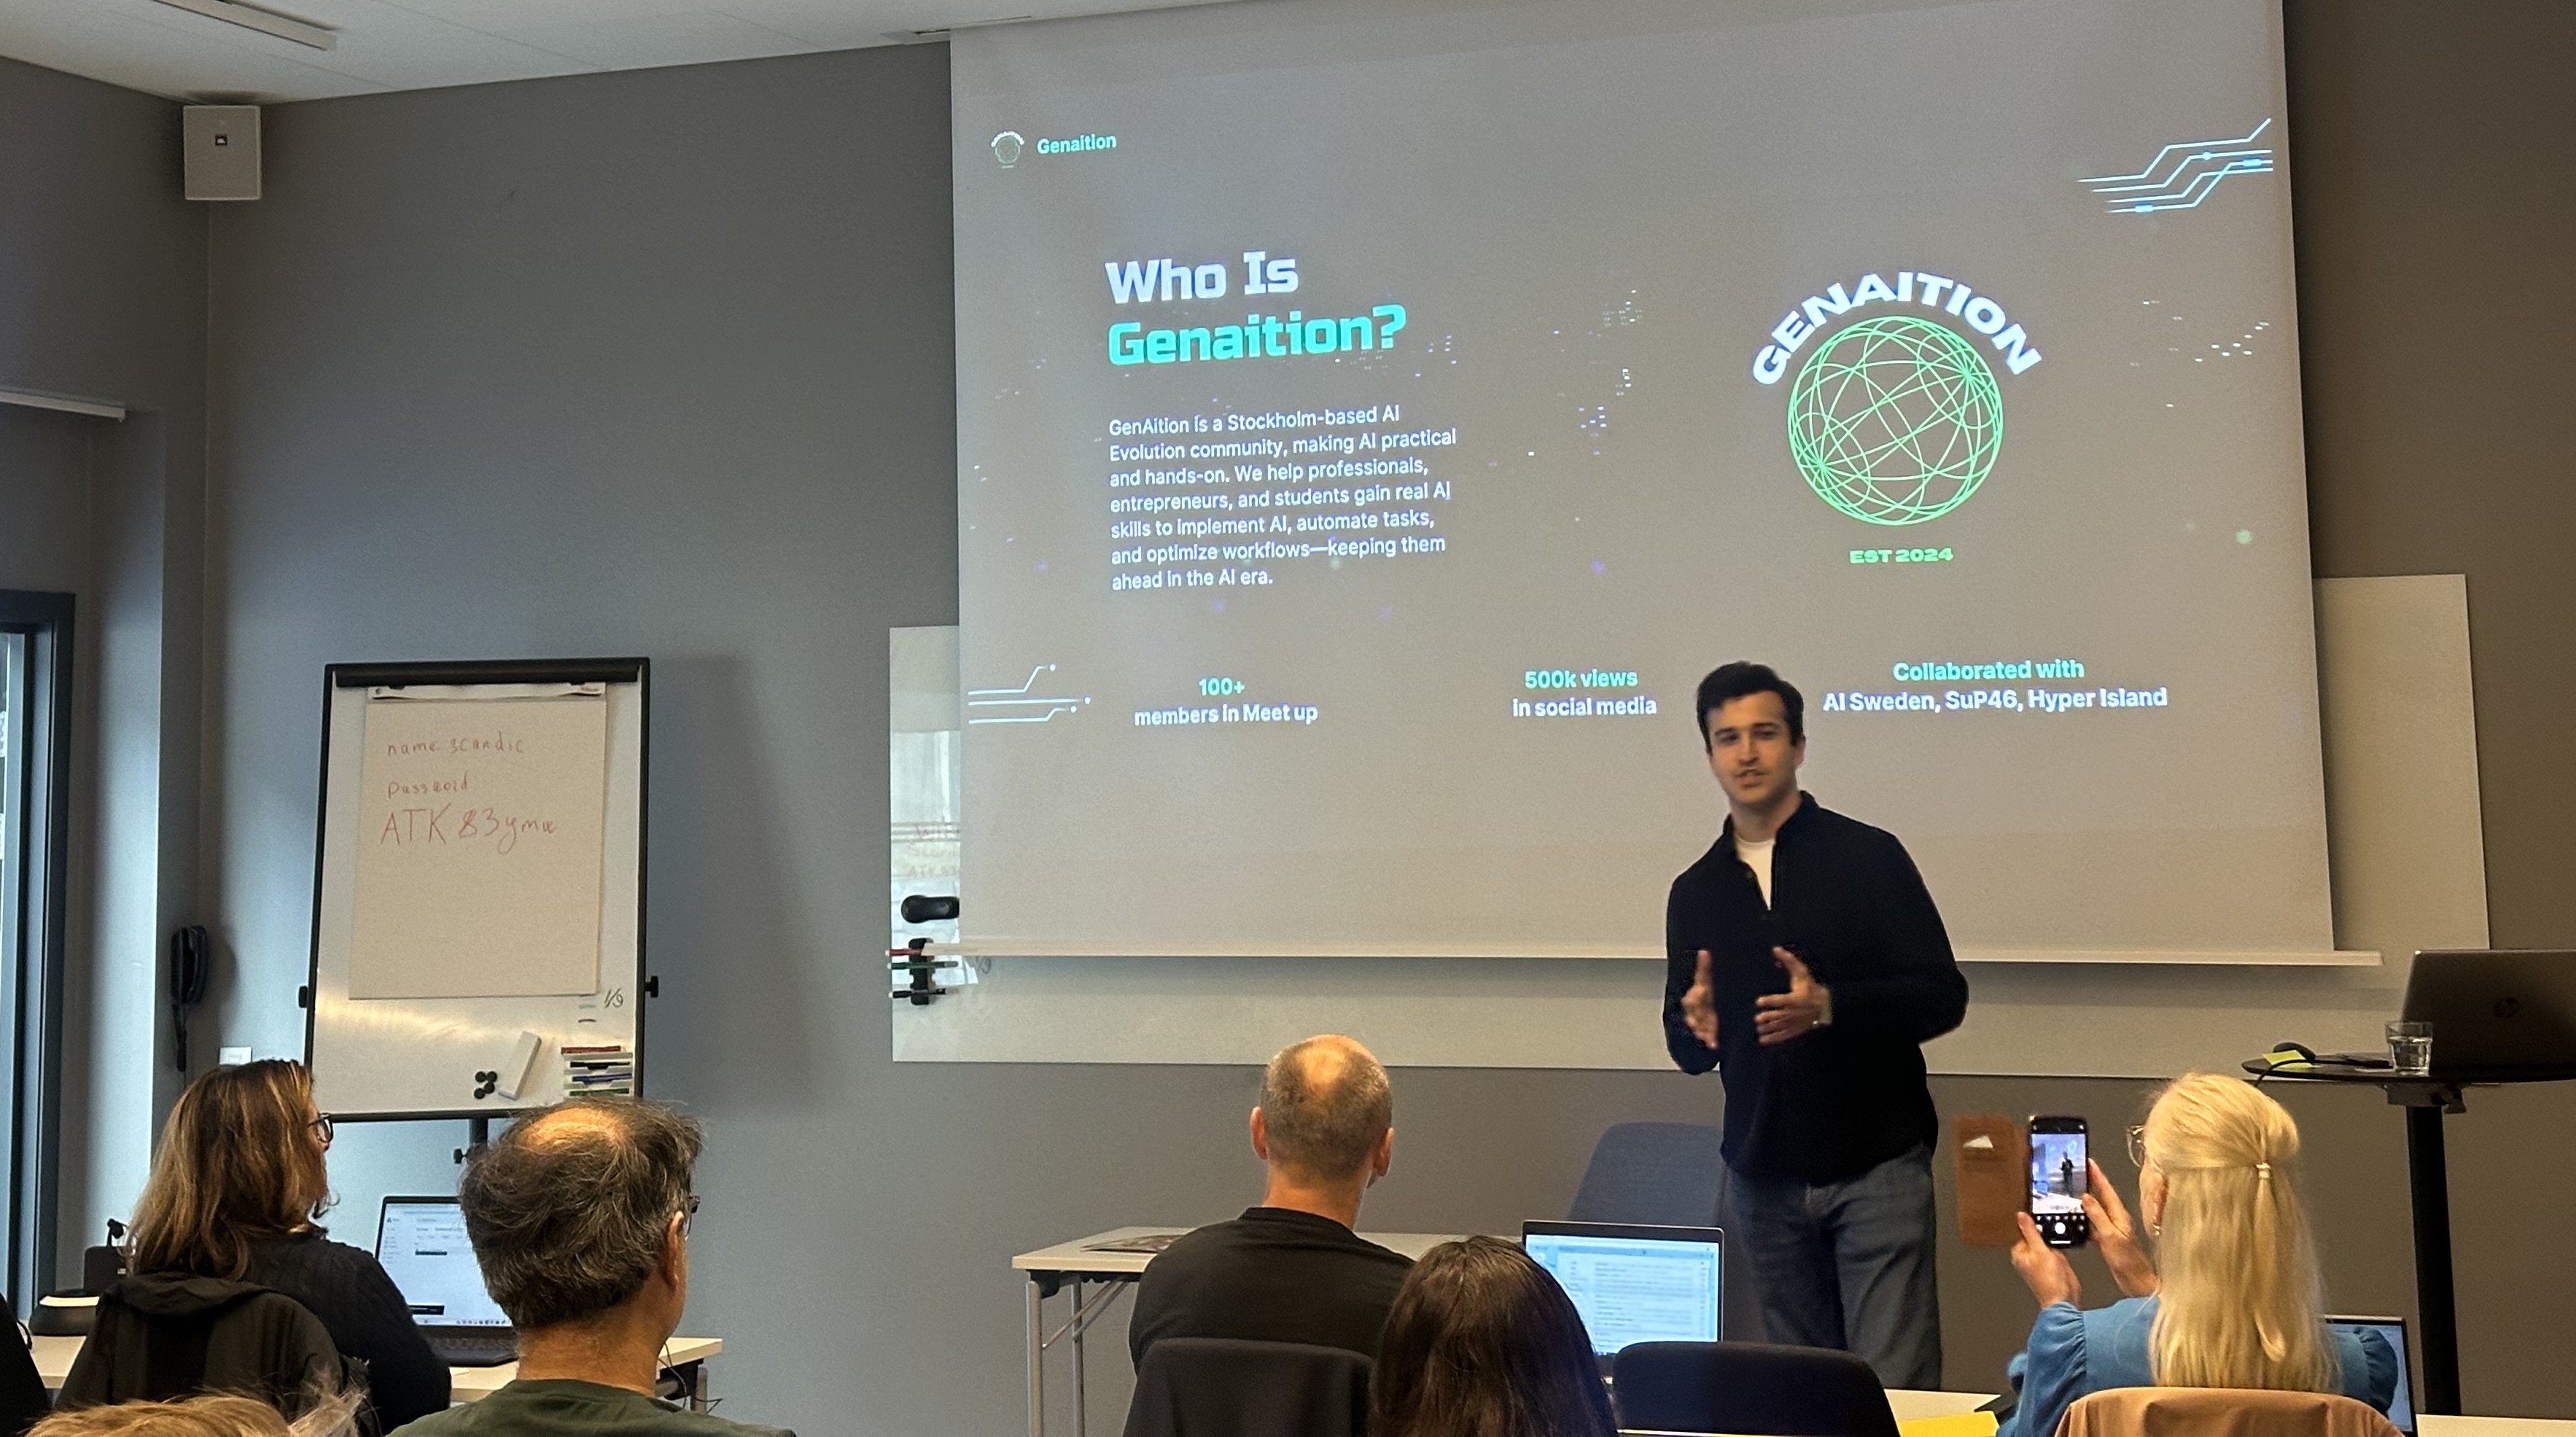 Genaition
Who Is
Genaition?
GenAition is a Stockholm-based AI
Evolution community, making AI practical
and hands-on. We help professionals,
entrepreneurs, and students gain real AI
skills to implement AI, automate tasks,
and optimize workflows—keeping them
ahead in the AI era.
GENAITION
EST 2024
100+
members in Meet up
500k views
in social media
Collaborated with
AI Sweden, SuP46, Hyper Island
name scandic
password: